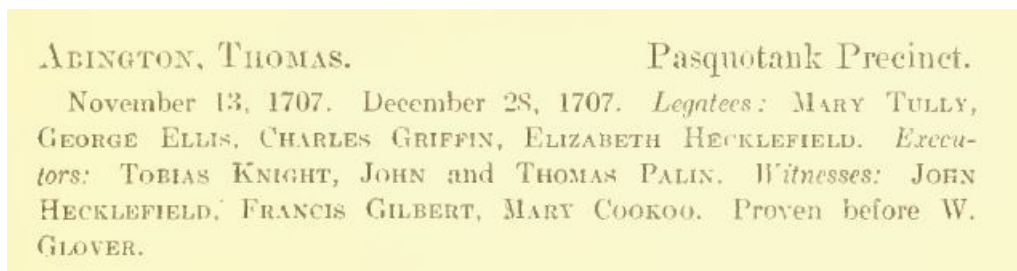 ABINGTON, THOMAS. Pasquotank Precinct.
November 13, 1707. December 28, 1707. Legatees: MARY TULLY,
GEORGE ELLIS, CHARLES GRIFFIN, ELIZABETH HECKLEFIELD. Execu-
tors: TOBIAS KNIGHT, JOHN and THOMAS PALIN. Witnesses: JOHN
HECKLEFIELD, FRANCIS GILBERT, MARY COOKOO. Proven before W.
GLOVER.